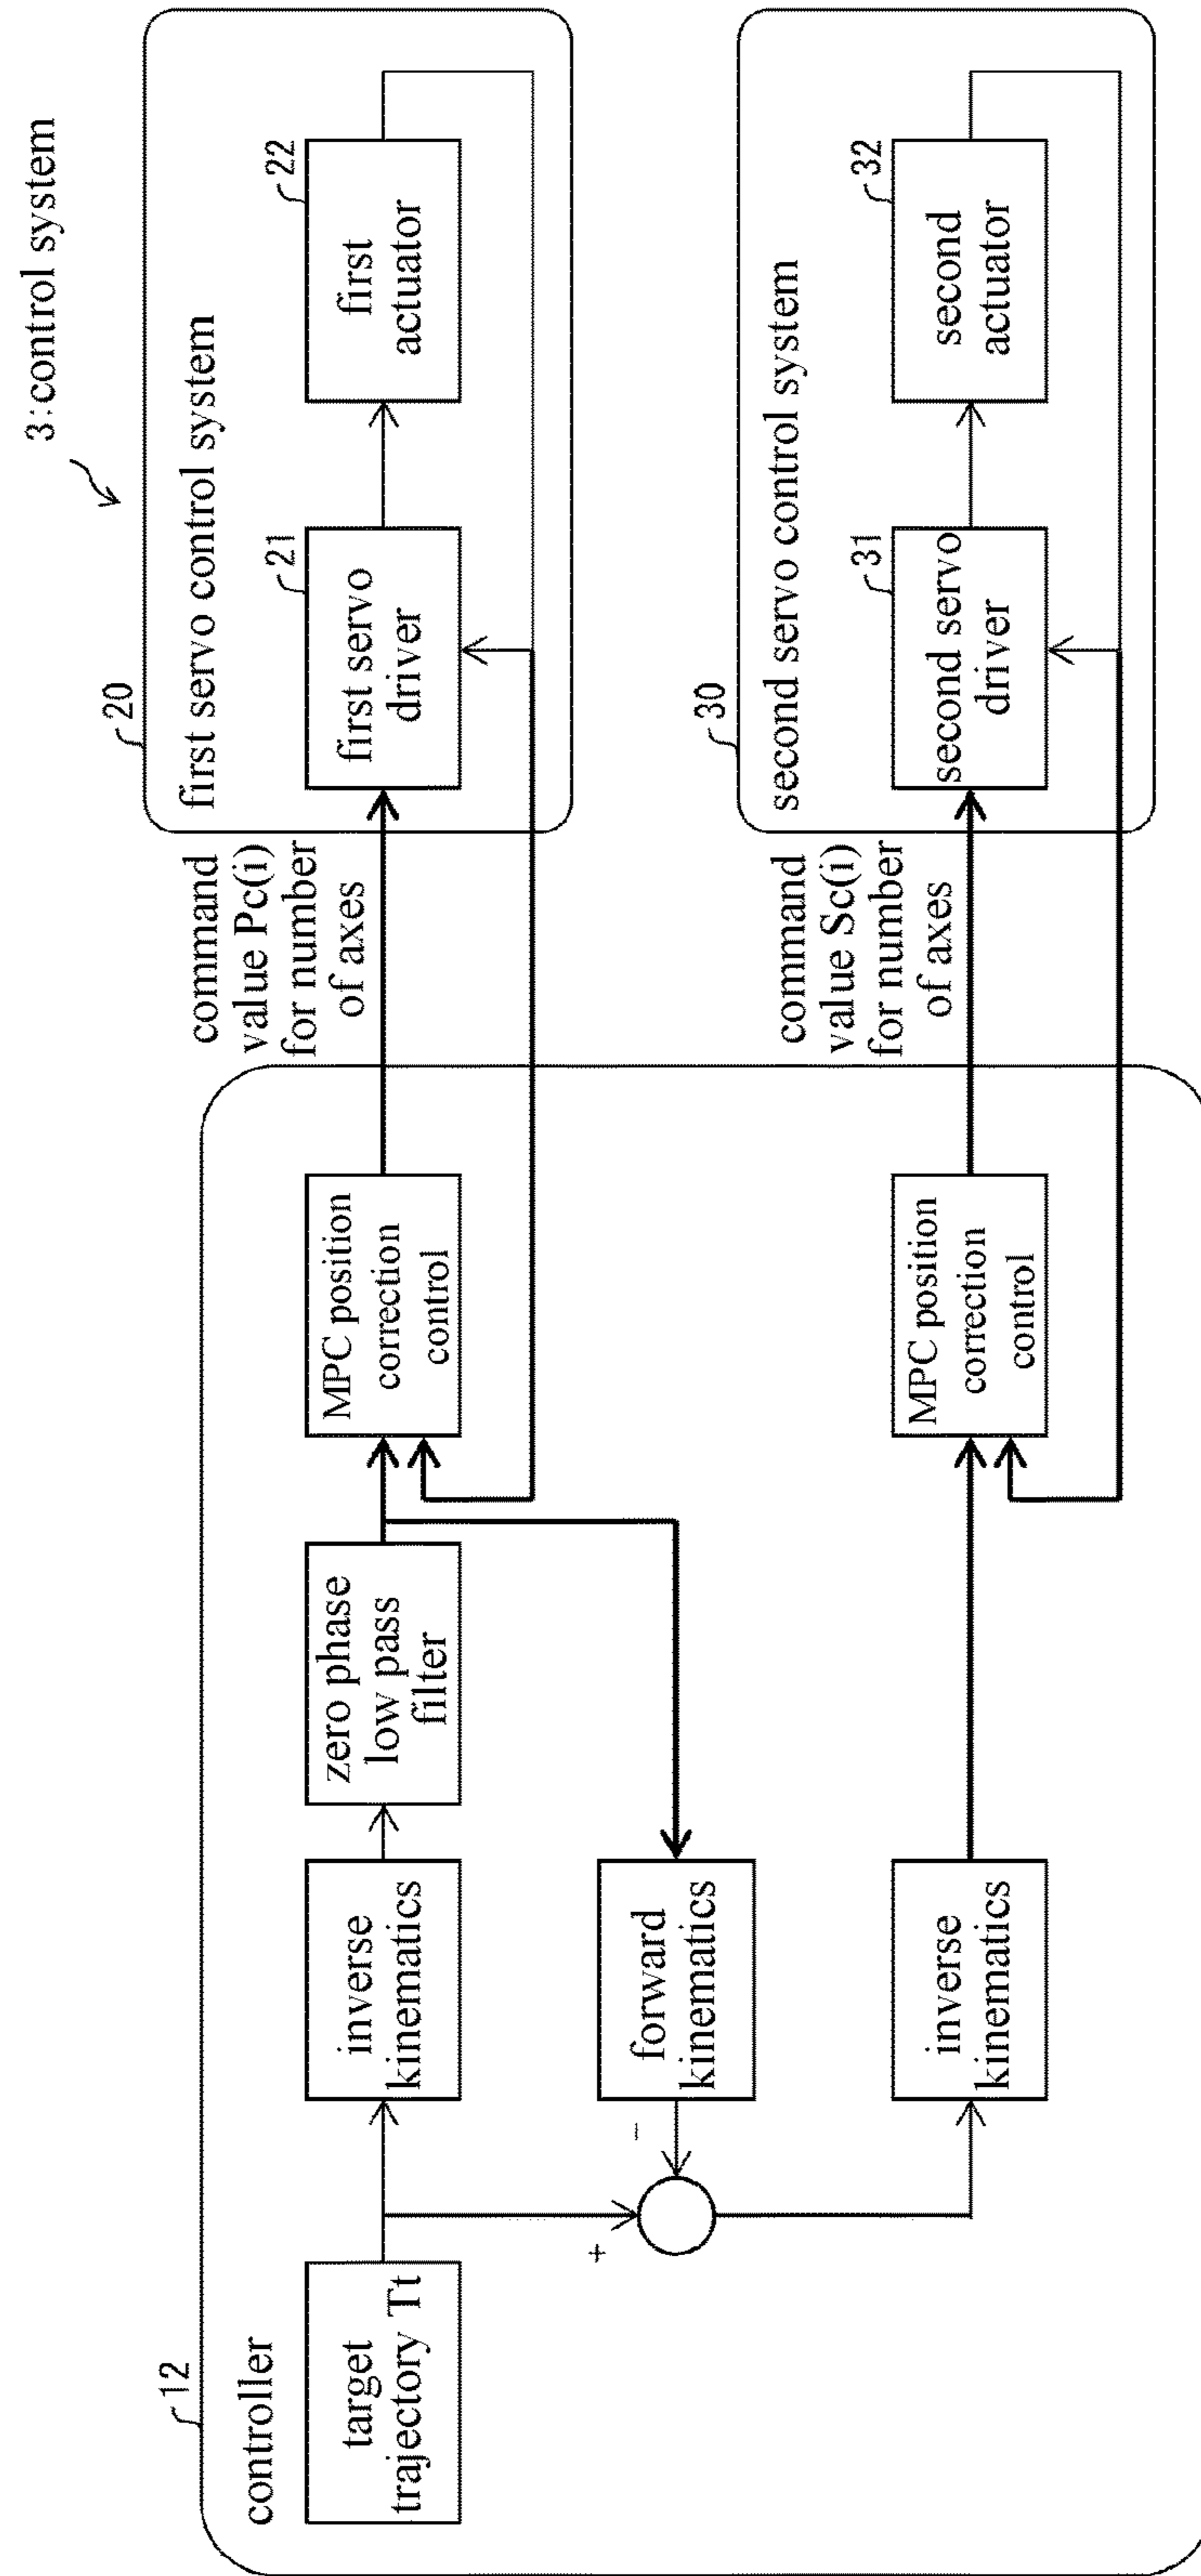 3:control system
12
controller
target
trajectory Tt
inverse
kinematics
zero phase
low pass
filter
MPC position
correction
control
command
value Pc(i)
for number
of axes
20
first servo control system
21
first servo
driver
22
first
actuator
+
−
forward
kinematics
inverse
kinematics
MPC position
correction
control
command
value Sc(i)
for number
of axes
30
second servo control system
31
second servo
driver
32
second
actuator